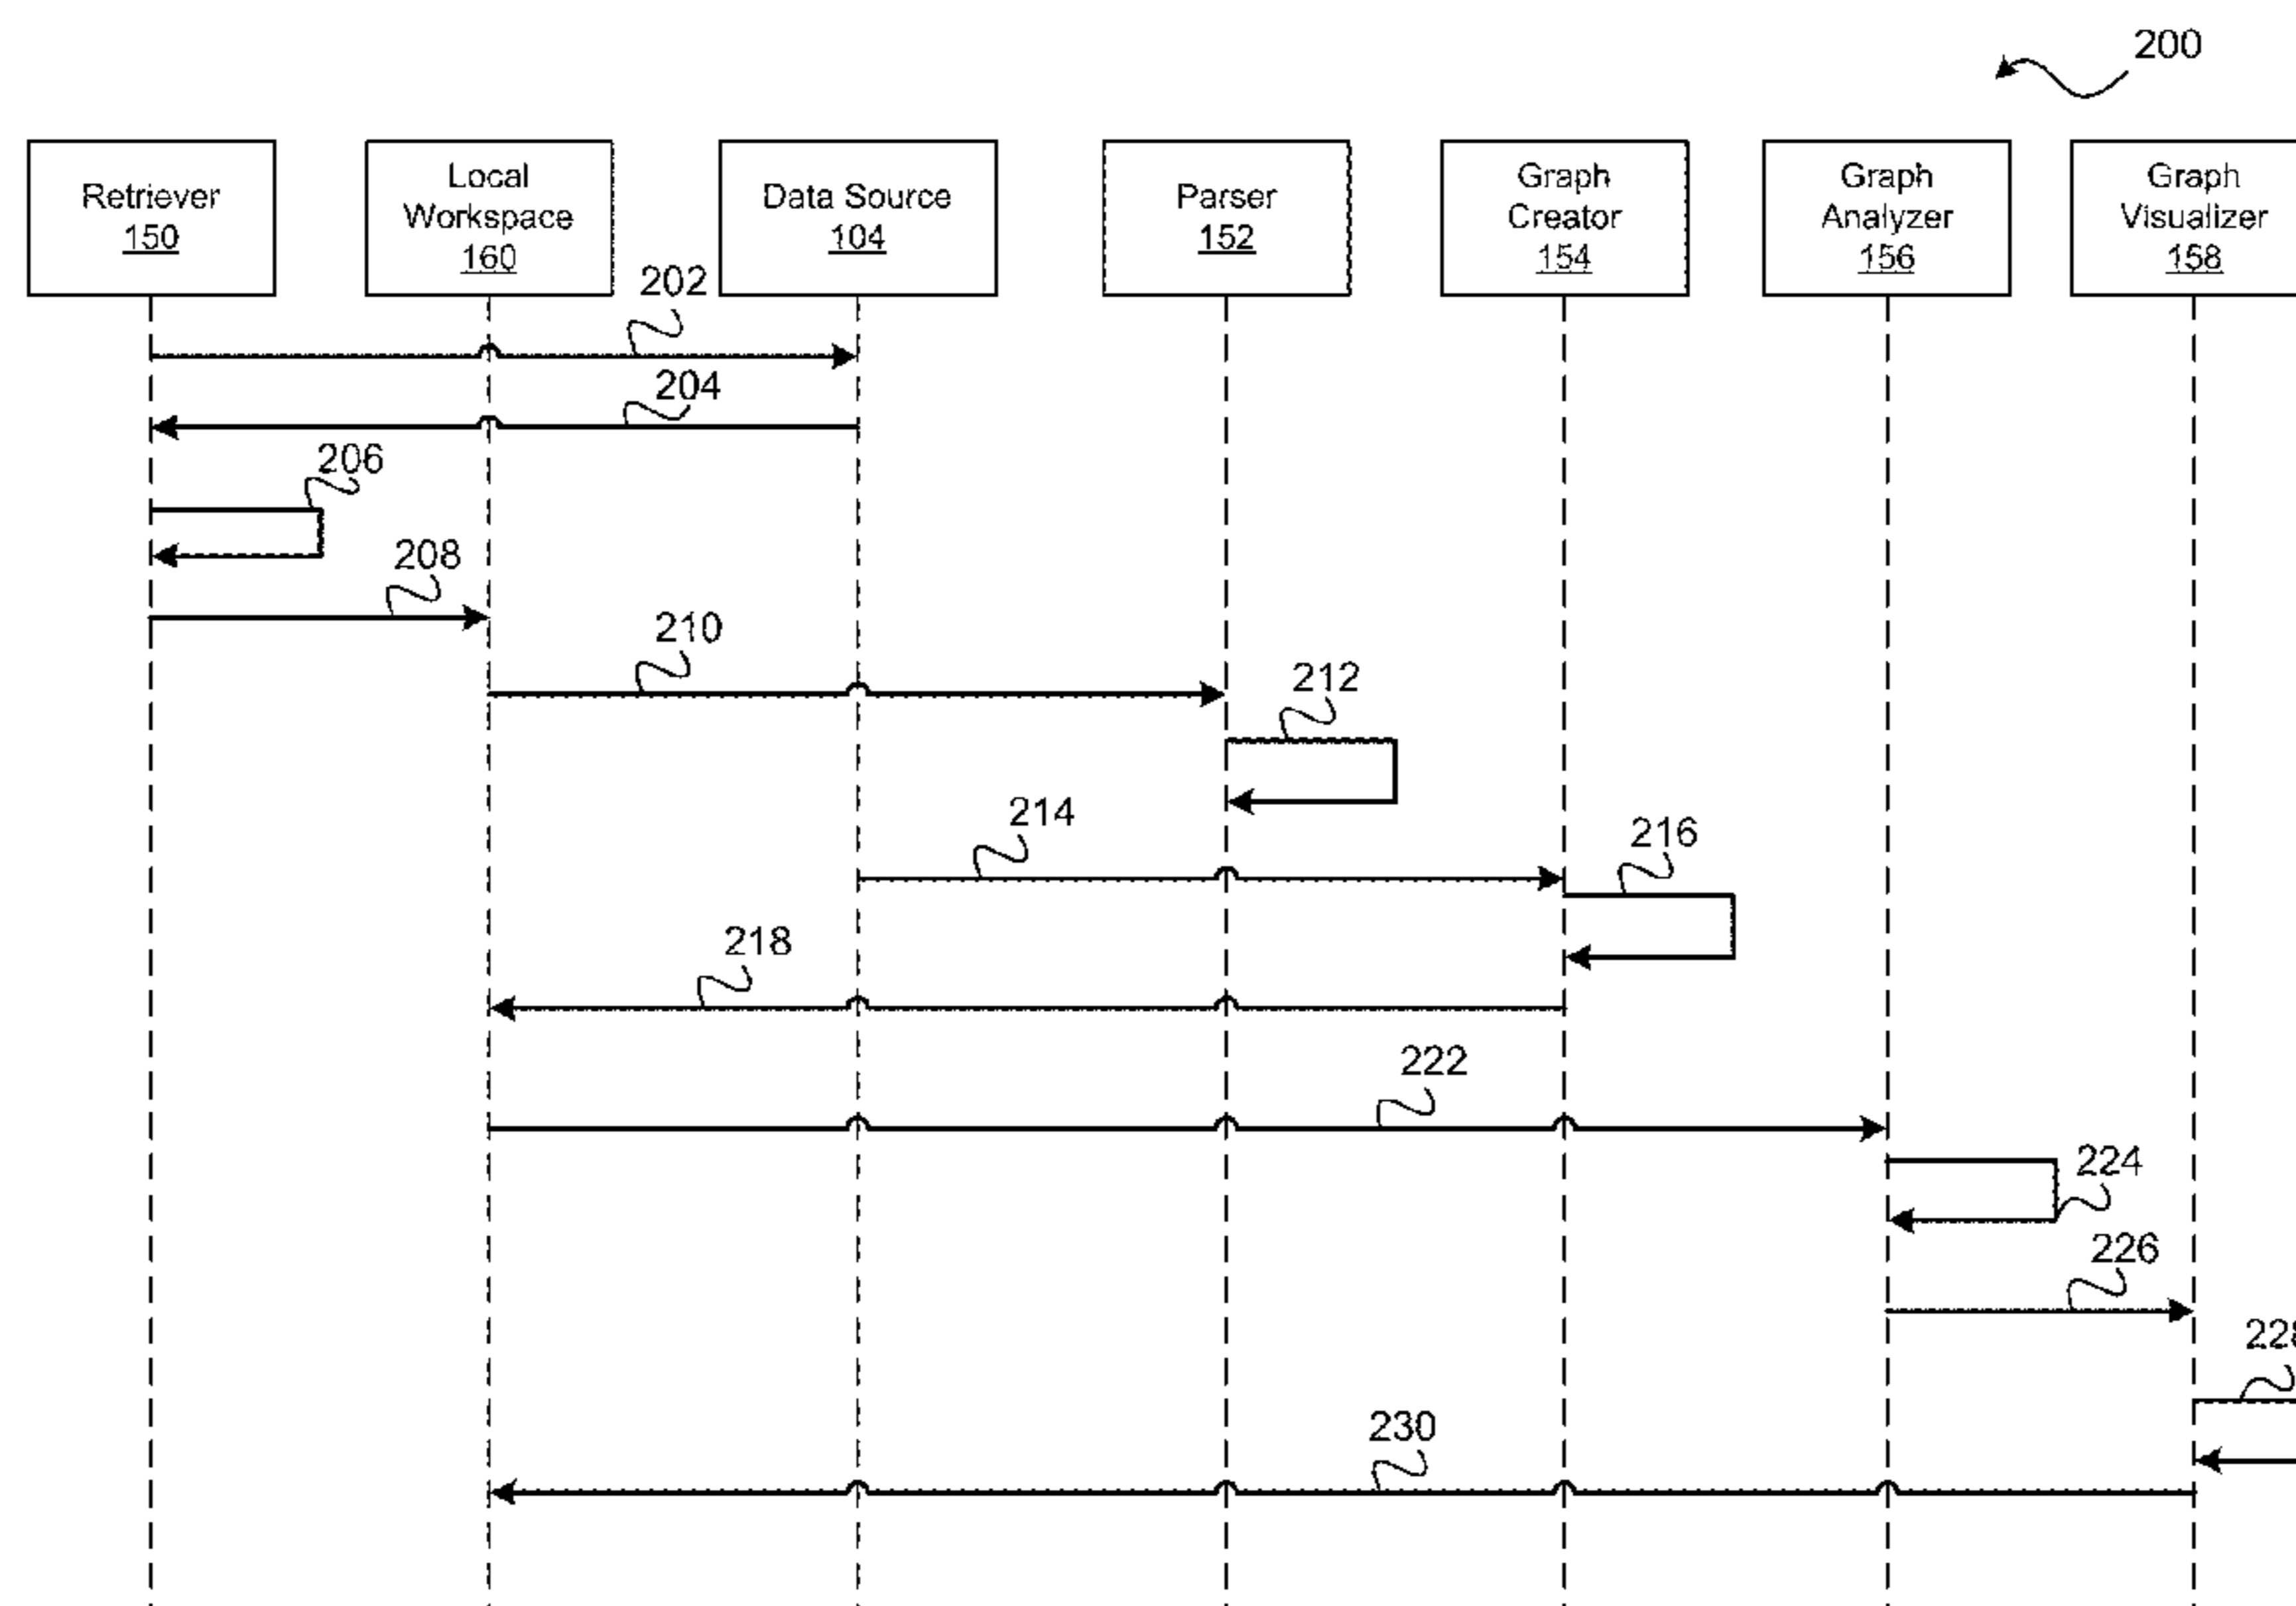 200
Retriever
150
Local
Workspace
160
Data Source
104
Parser
152
Graph
Creator
154
Graph
Analyzer
156
Graph
Visualizer
158
202
204
206
208
210
212
214
216
218
222
224
226
228
230